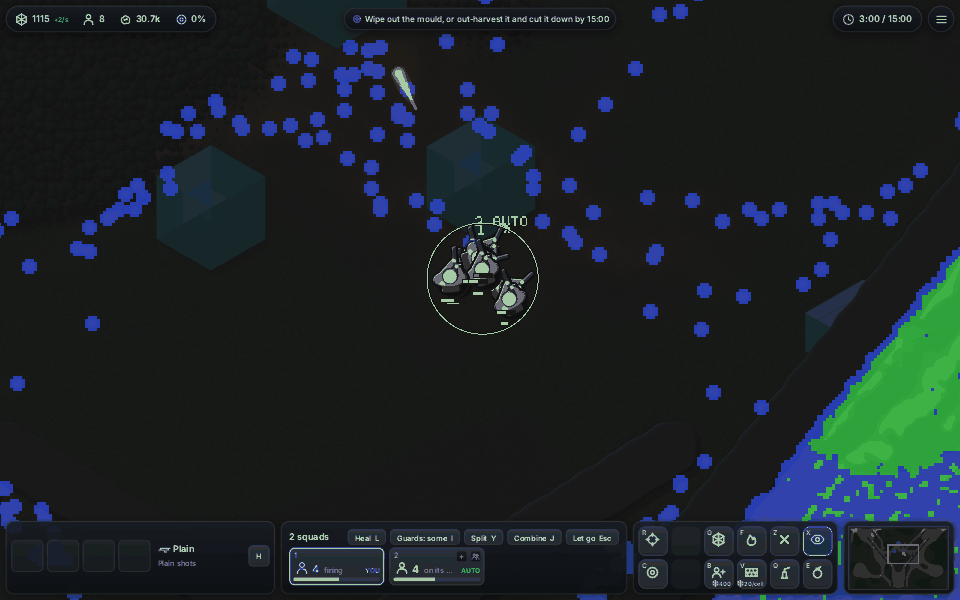 1115 +2/s 8 30.7k 0%
Wipe out the mould, or out-harvest it and cut it down by 15:00
3:00 / 15:00
2 AUTO
1
Plain
Plain shots
H
2 squads
Heal L
Guards: some I
Split Y
Combine J
Let go Esc
1
4 firing YOU
2
+
4 on its ... AUTO
R
G
F
Z
X
C
B
400
V
20/cell
Q
E